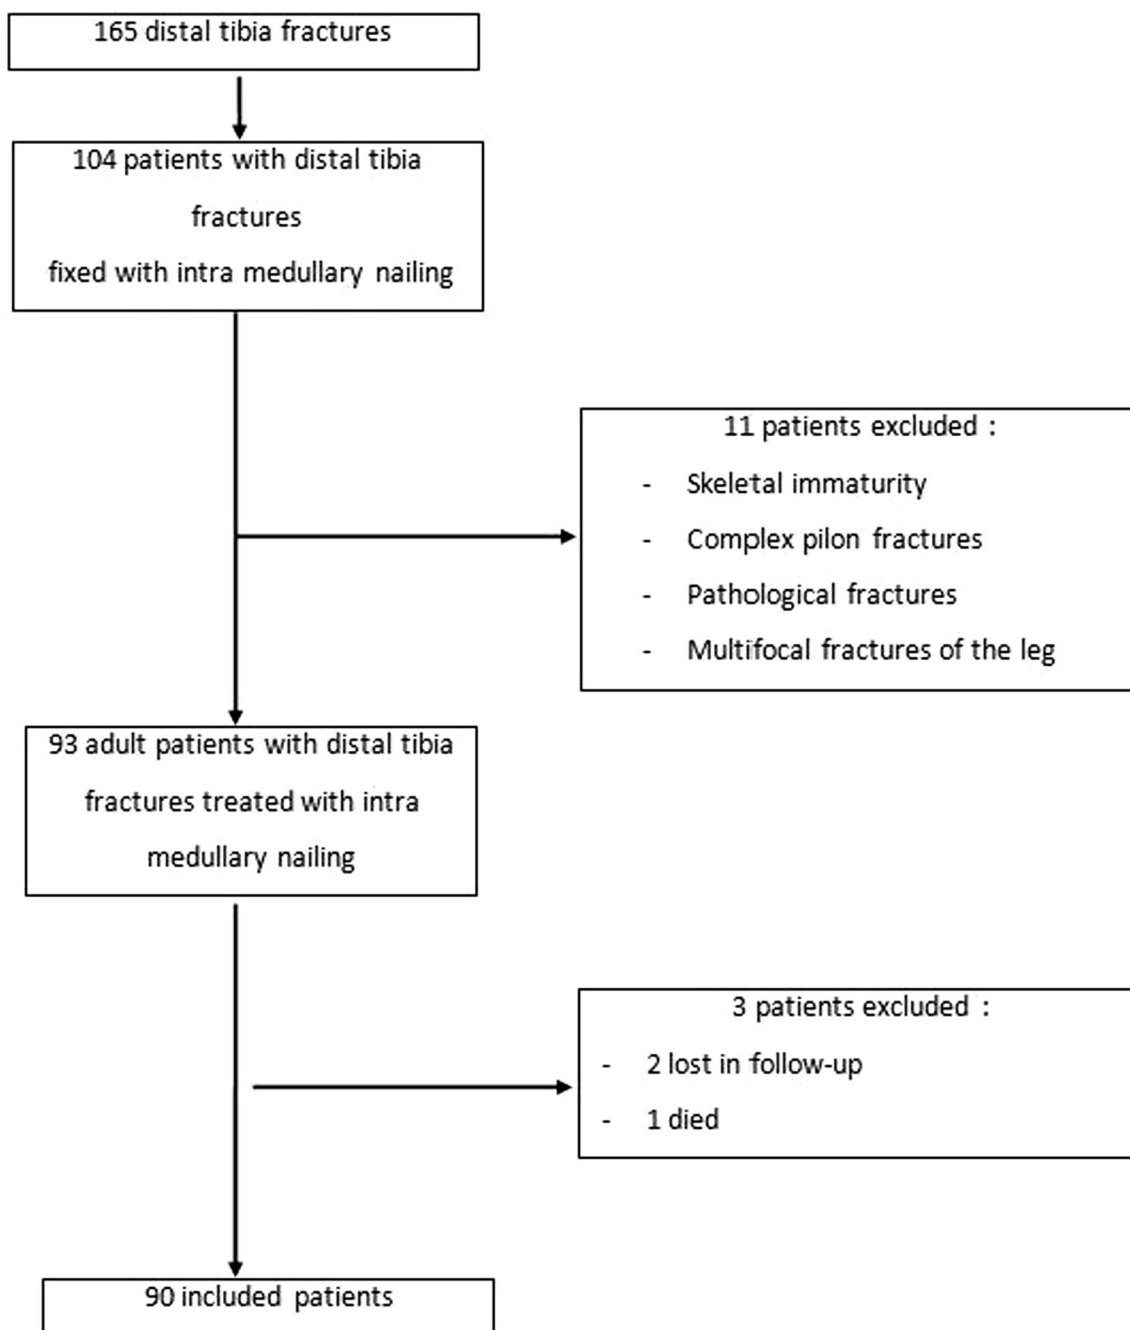 165 distal tibia fractures
104 patients with distal tibia
fractures
fixed with intra medullary nailing
11 patients excluded :
- Skeletal immaturity
- Complex pilon fractures
- Pathological fractures
- Multifocal fractures of the leg
93 adult patients with distal tibia
fractures treated with intra
medullary nailing
3 patients excluded :
- 2 lost in follow-up
- 1 died
90 included patients